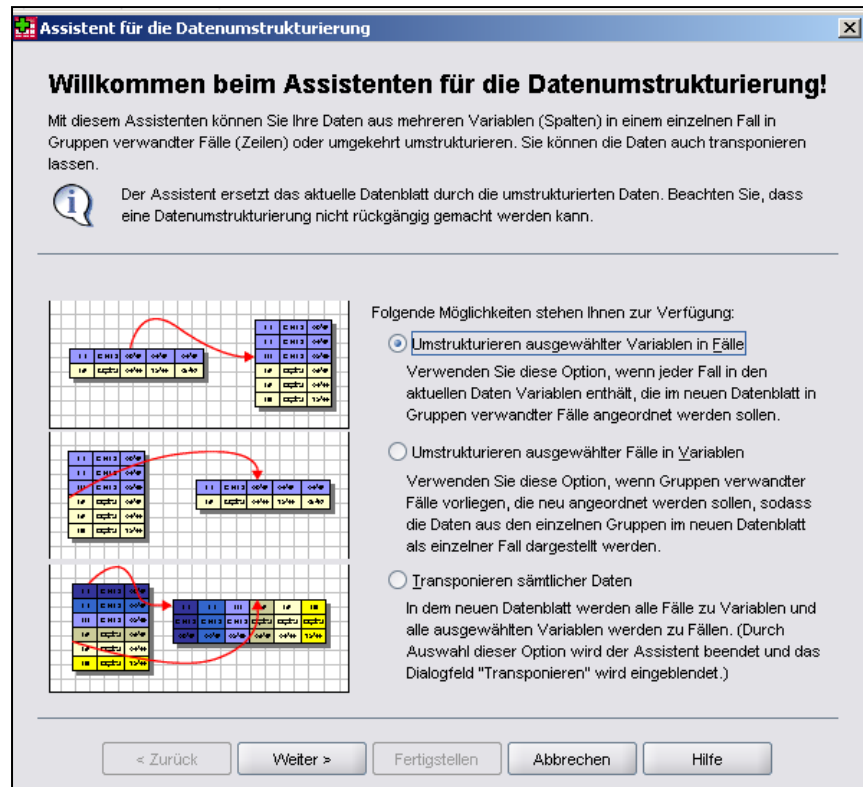 Assistent für die Datenumstrukturierung
Willkommen beim Assistenten für die Datenumstrukturierung!
Mit diesem Assistenten können Sie Ihre Daten aus mehreren Variablen (Spalten) in einem einzelnen Fall in
Gruppen verwandter Fälle (Zeilen) oder umgekehrt umstrukturieren. Sie können die Daten auch transponieren
lassen.
Der Assistent ersetzt das aktuelle Datenblatt durch die umstrukturierten Daten. Beachten Sie, dass
eine Datenumstrukturierung nicht rückgängig gemacht werden kann.
Folgende Möglichkeiten stehen Ihnen zur Verfügung:
Umstrukturieren ausgewählter Variablen in Fälle
Verwenden Sie diese Option, wenn jeder Fall in den
aktuellen Daten Variablen enthält, die im neuen Datenblatt in
Gruppen verwandter Fälle angeordnet werden sollen.
Umstrukturieren ausgewählter Fälle in Variablen
Verwenden Sie diese Option, wenn Gruppen verwandter
Fälle vorliegen, die neu angeordnet werden sollen, sodass
die Daten aus den einzelnen Gruppen im neuen Datenblatt
als einzelner Fall dargestellt werden.
Transponieren sämtlicher Daten
In dem neuen Datenblatt werden alle Fälle zu Variablen und
alle ausgewählten Variablen werden zu Fällen. (Durch
Auswahl dieser Option wird der Assistent beendet und das
Dialogfeld "Transponieren" wird eingeblendet.)
< Zurück
Weiter >
Fertigstellen
Abbrechen
Hilfe